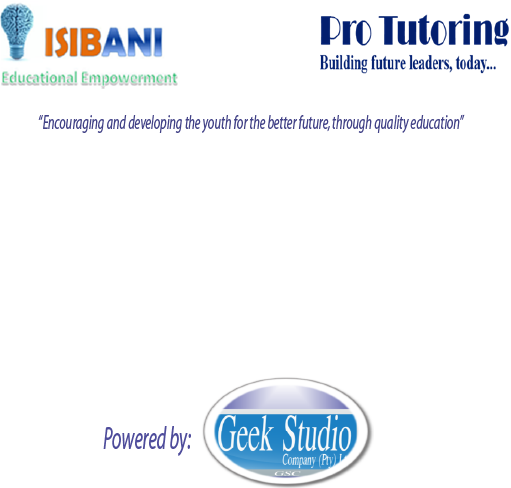 ISIBANI
Educational Empowerment
Pro Tutoring
Building future leaders, today...
“Encouraging and developing the youth for the better future, through quality education”
Powered by:
Geek Studio
Company (Pty) L
GSC